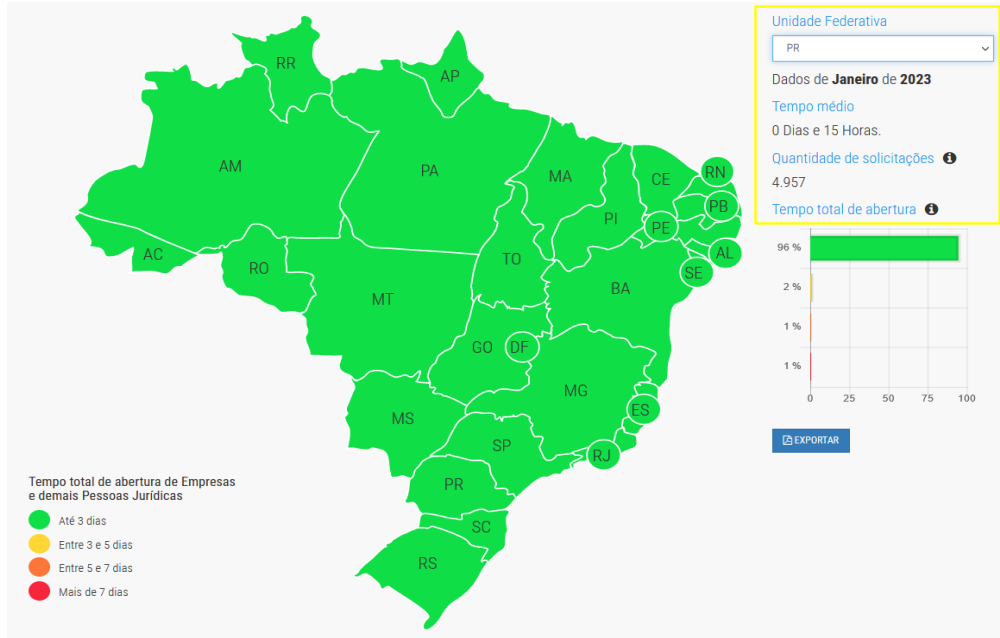 Unidade Federativa
PR
Dados de Janeiro de 2023
Tempo médio
0 Dias e 15 Horas.
Quantidade de solicitações
4.957
Tempo total de abertura
96 %
2 %
1 %
1 %
0 25 50 75 100
EXPORTAR
RR
AP
AM
PA
MA
CE
RN
PB
PI
PE
AL
AC
RO
TO
SE
BA
MT
GO
DF
MG
MS
ES
SP
RJ
PR
SC
RS
Tempo total de abertura de Empresas
e demais Pessoas Jurídicas
Até 3 dias
Entre 3 e 5 dias
Entre 5 e 7 dias
Mais de 7 dias